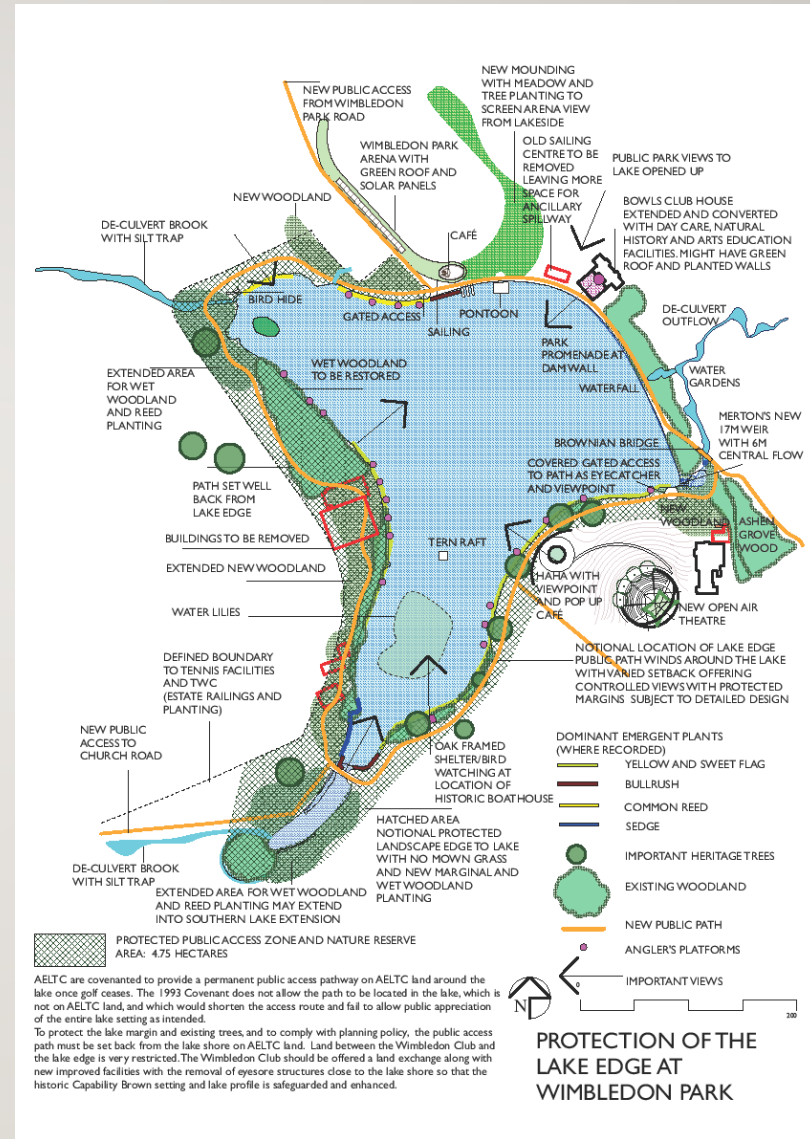 NEW PUBLIC ACCESS
FROM WIMBLEDON
PARK ROAD
NEW MOUNDING
WITH MEADOW AND
TREE PLANTING TO
SCREEN ARENA VIEW
FROM LAKESIDE
WIMBLEDON PARK
ARENA WITH
GREEN ROOF AND
SOLAR PANELS
OLD SAILING
CENTRE TO BE
REMOVED
LEAVING MORE
SPACE FOR
ANCILLARY
SPILLWAY
PUBLIC PARK VIEWS TO
LAKE OPENED UP
NEW WOODLAND
BOWLS CLUB HOUSE
EXTENDED AND CONVERTED
WITH DAY CARE, NATURAL
HISTORY AND ARTS EDUCATION
FACILITIES. MIGHT HAVE GREEN
ROOF AND PLANTED WALLS
DE-CULVERT BROOK
WITH SILT TRAP
CAFÉ
BIRD HIDE
GATED ACCESS
SAILING
PONTOON
DE-CULVERT
OUTFLOW
PARK
PROMENADE AT
DAM WALL
WATERFALL
WATER
GARDENS
EXTENDED AREA
FOR WET
WOODLAND
AND REED
PLANTING
WET WOODLAND
TO BE RESTORED
MERTON'S NEW
17M WEIR
WITH 6M
CENTRAL FLOW
BROWNIAN BRIDGE
COVERED GATED ACCESS
TO PATH AS EYECATCHER
AND VIEWPOINT
PATH SET WELL
BACK FROM
LAKE EDGE
NEW
WOODLAND
ASHEN
GROVE
WOOD
BUILDINGS TO BE REMOVED
TERN RAFT
EXTENDED NEW WOODLAND
HAHA WITH
VIEWPOINT
AND POP UP
CAFÉ
NEW OPEN AIR
THEATRE
WATER LILIES
DEFINED BOUNDARY
TO TENNIS FACILITIES
AND TWC
(ESTATE RAILINGS AND
PLANTING)
NOTIONAL LOCATION OF LAKE EDGE
PUBLIC PATH WINDS AROUND THE LAKE
WITH VARIED SETBACK OFFERING
CONTROLLED VIEWS WITH PROTECTED
MARGINS SUBJECT TO DETAILED DESIGN
NEW PUBLIC
ACCESS TO
CHURCH ROAD
OAK FRAMED
SHELTER/BIRD
WATCHING AT
LOCATION OF
HISTORIC BOATHOUSE
HATCHED AREA
NOTIONAL PROTECTED
LANDSCAPE EDGE TO LAKE
WITH NO MOWN GRASS
AND NEW MARGINAL AND
WET WOODLAND
PLANTING
DE-CULVERT BROOK
WITH SILT TRAP
EXTENDED AREA FOR WET WOODLAND
AND REED PLANTING MAY EXTEND
INTO SOUTHERN LAKE EXTENSION
DOMINANT EMERGENT PLANTS
(WHERE RECORDED)
YELLOW AND SWEET FLAG
BULLRUSH
COMMON REED
SEDGE
IMPORTANT HERITAGE TREES
EXISTING WOODLAND
NEW PUBLIC PATH
ANGLER'S PLATFORMS
IMPORTANT VIEWS
PROTECTED PUBLIC ACCESS ZONE AND NATURE RESERVE
AREA: 4.75 HECTARES
AELTC are covenanted to provide a permanent public access pathway on AELTC land around the
lake once golf ceases. The 1993 Covenant does not allow the path to be located in the lake, which is
not on AELTC land, and which would shorten the access route and fail to allow public appreciation
of the entire lake setting as intended.
To protect the lake margin and existing trees, and to comply with planning policy, the public access
path must be set back from the lake shore on AELTC land. Land between the Wimbledon Club and
the lake edge is very restricted. The Wimbledon Club should be offered a land exchange along with
new improved facilities with the removal of eyesore structures close to the lake shore so that the
historic Capability Brown setting and lake profile is safeguarded and enhanced.
N
0
200
PROTECTION OF THE
LAKE EDGE AT
WIMBLEDON PARK